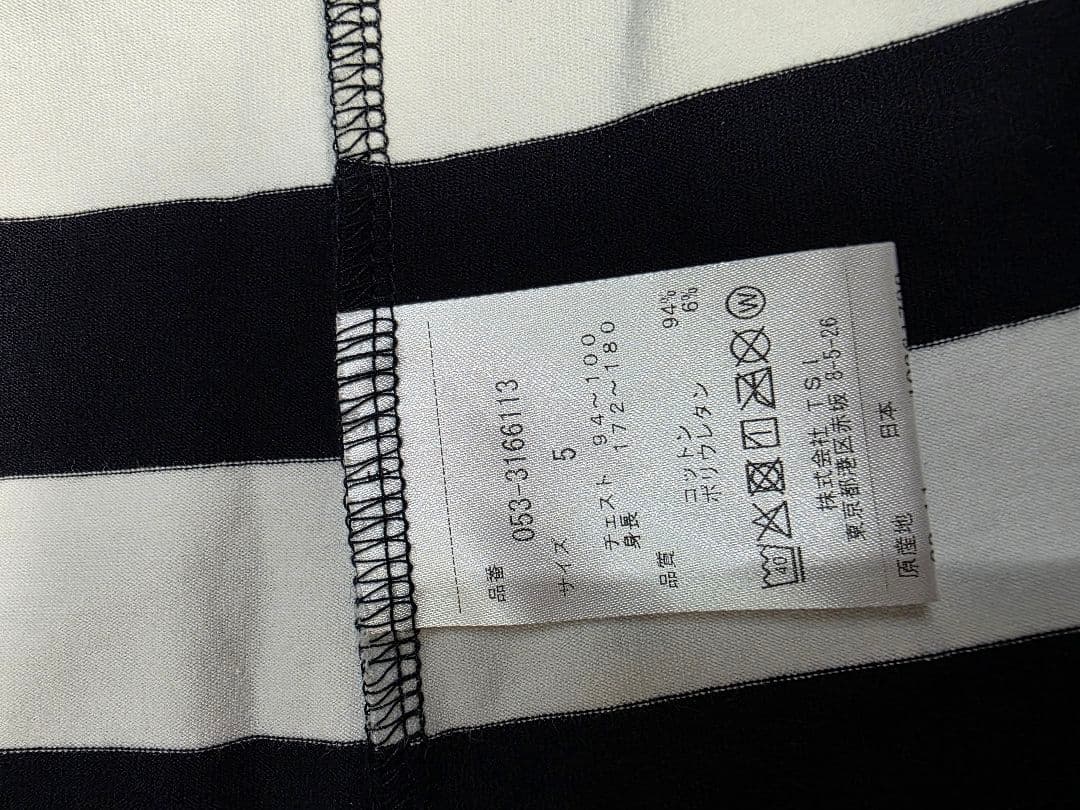 品番 053-3166113
サイズ 5
チェスト 94～100
身長 172～180
品質 コットン 94%
ポリウレタン 6%
40 W
株式会社 TSI
東京都港区赤坂 8-5-26
原産地 日本